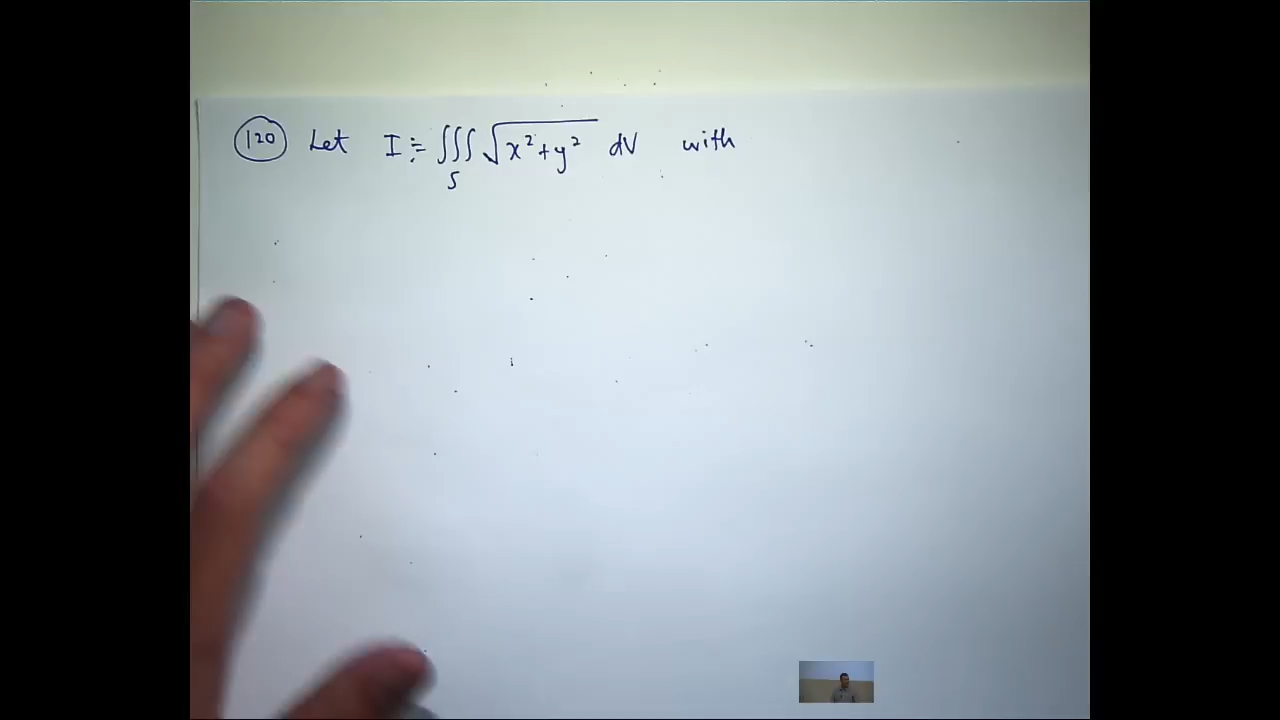 120 Let I := ∭_S √(x²+y²) dV with